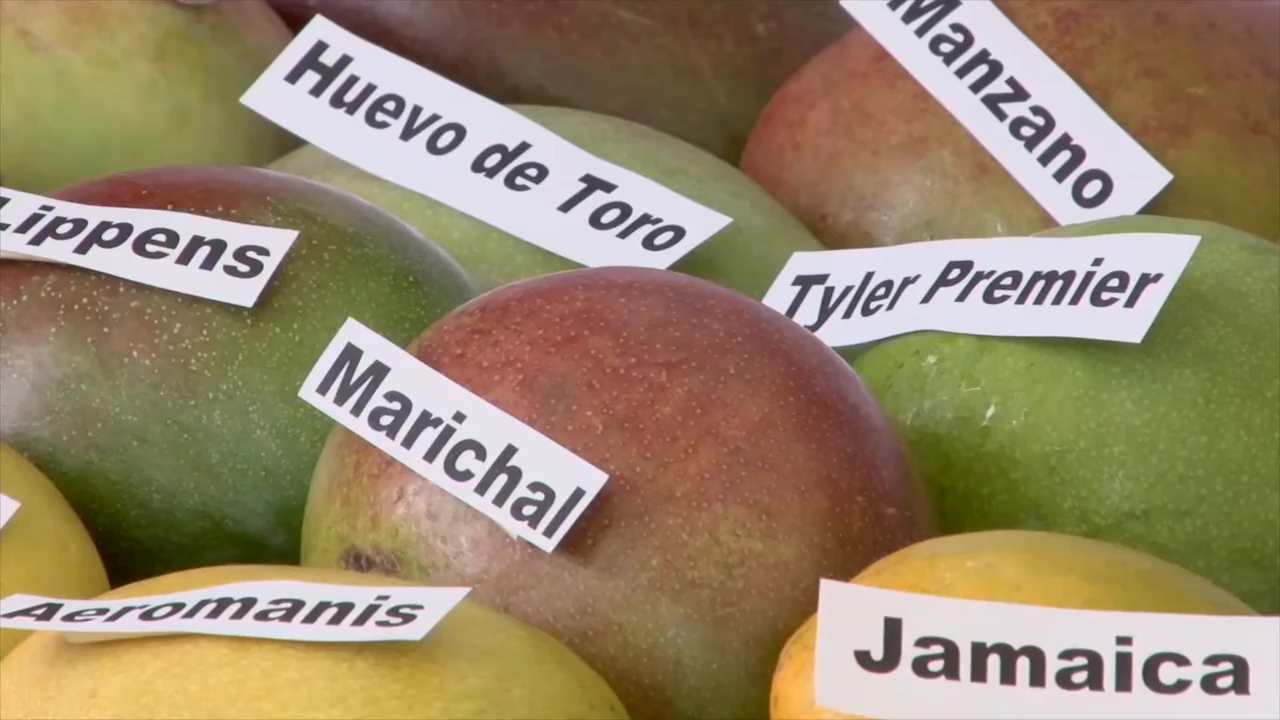 Manzano
Huevo de Toro
Lippens
Tyler Premier
Marichal
Aeromanis
Jamaica